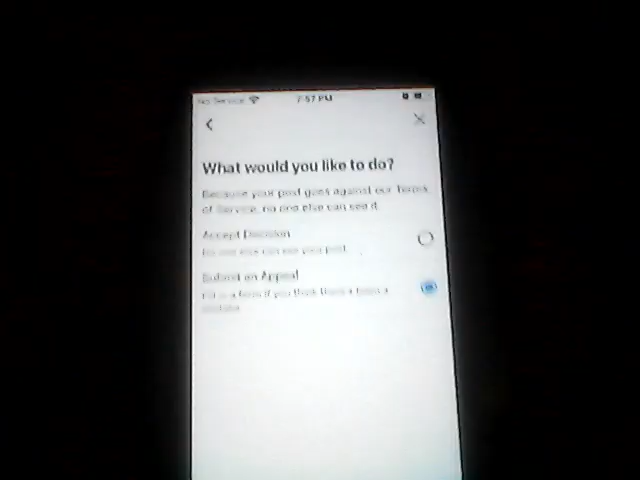 No Service 7:57 PM
What would you like to do?
Because your post goes against our Terms
of Service, no one else can see it.
Accept Decision
No one else can see your post.
Submit an Appeal
Fill in a form if you think there's been a
mistake.